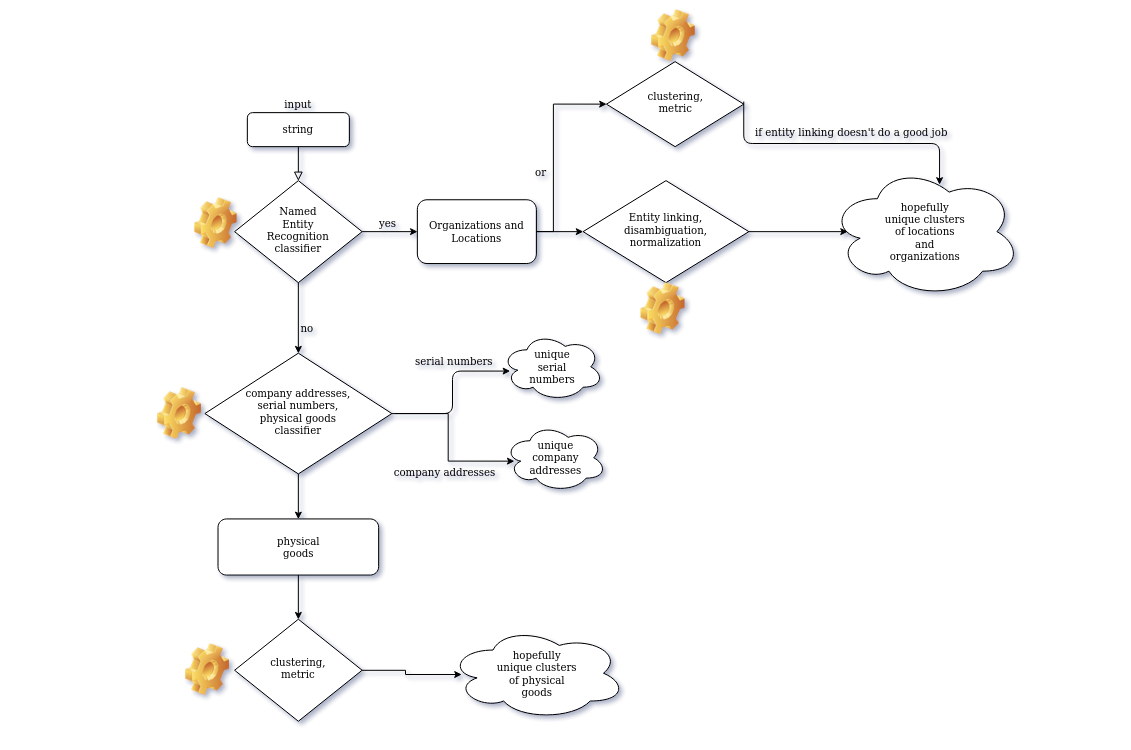 input
string
Named
Entity
Recognition
classifier
yes
Organizations and
Locations
or
clustering,
metric
if entity linking doesn't do a good job
Entity linking,
disambiguation,
normalization
hopefully
unique clusters
of locations
and
organizations
no
company addresses,
serial numbers,
physical goods
classifier
serial numbers
unique
serial
numbers
company addresses
unique
company
addresses
physical
goods
clustering,
metric
hopefully
unique clusters
of physical
goods